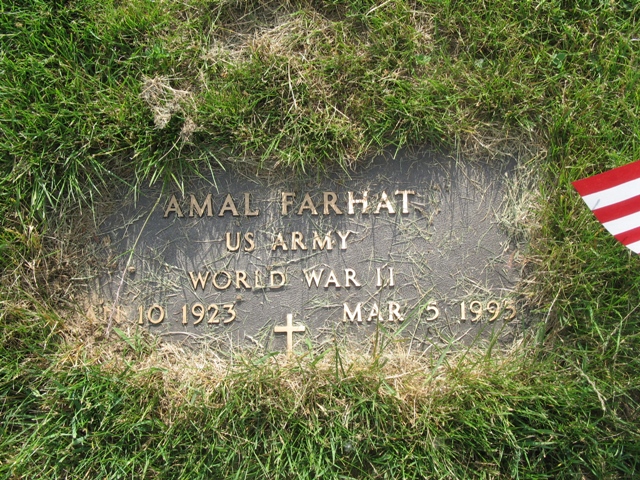 AMAL FARHAT
US ARMY
WORLD WAR II
10 1923 MAR 5 1995